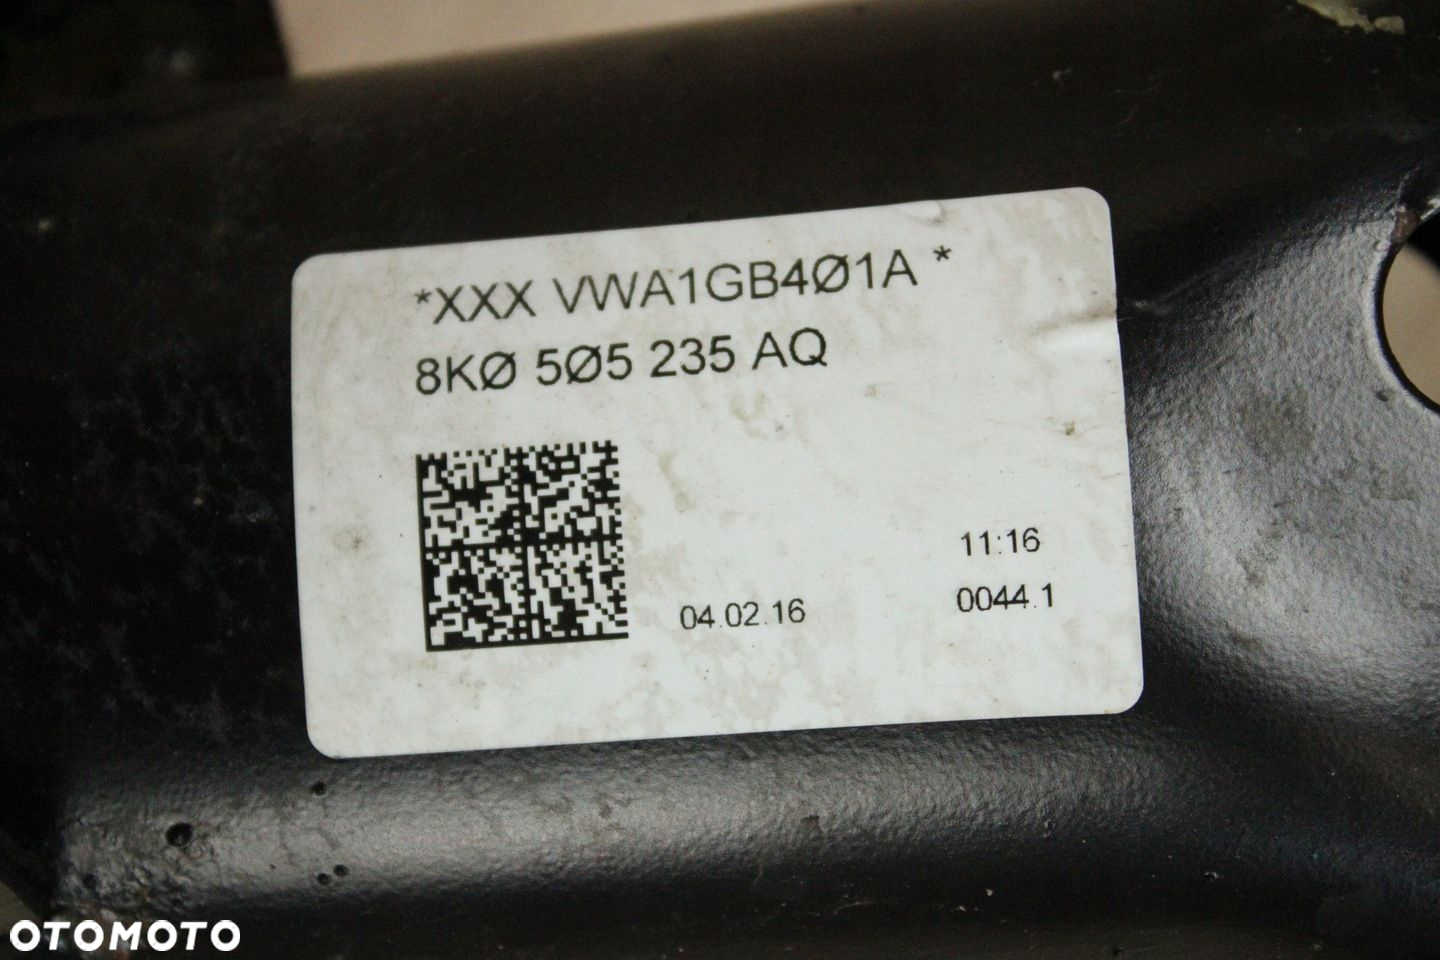 *XXX VWA1GB4Ø1A *
8KØ 5Ø5 235 AQ
11:16
04.02.16
0044.1
OTOMOTO